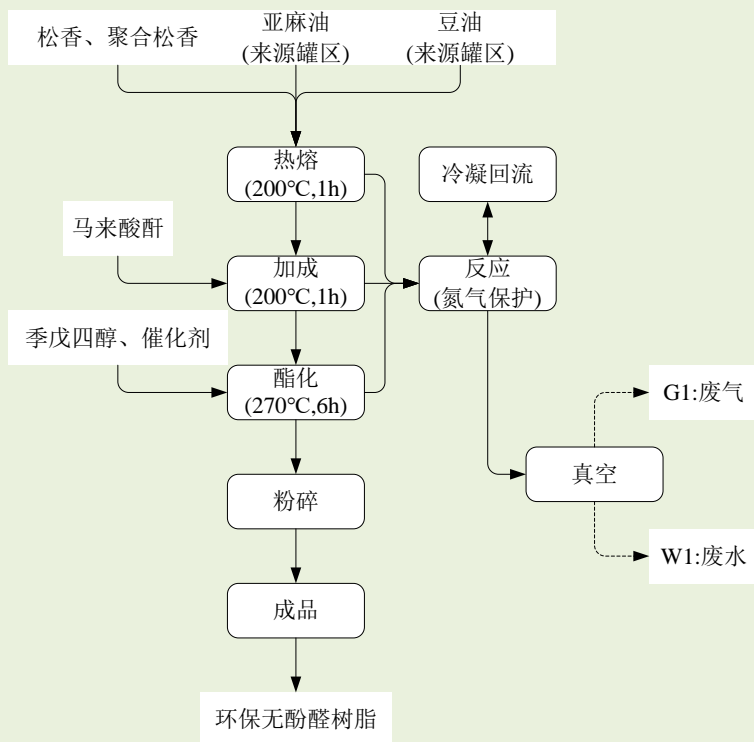 松香、聚合松香
亚麻油
(来源罐区)
豆油
(来源罐区)
热熔
(200℃,1h)
冷凝回流
马来酸酐
加成
(200℃,1h)
反应
(氮气保护)
季戊四醇、催化剂
酯化
(270℃,6h)
G1:废气
粉碎
真空
W1:废水
成品
环保无酚醛树脂